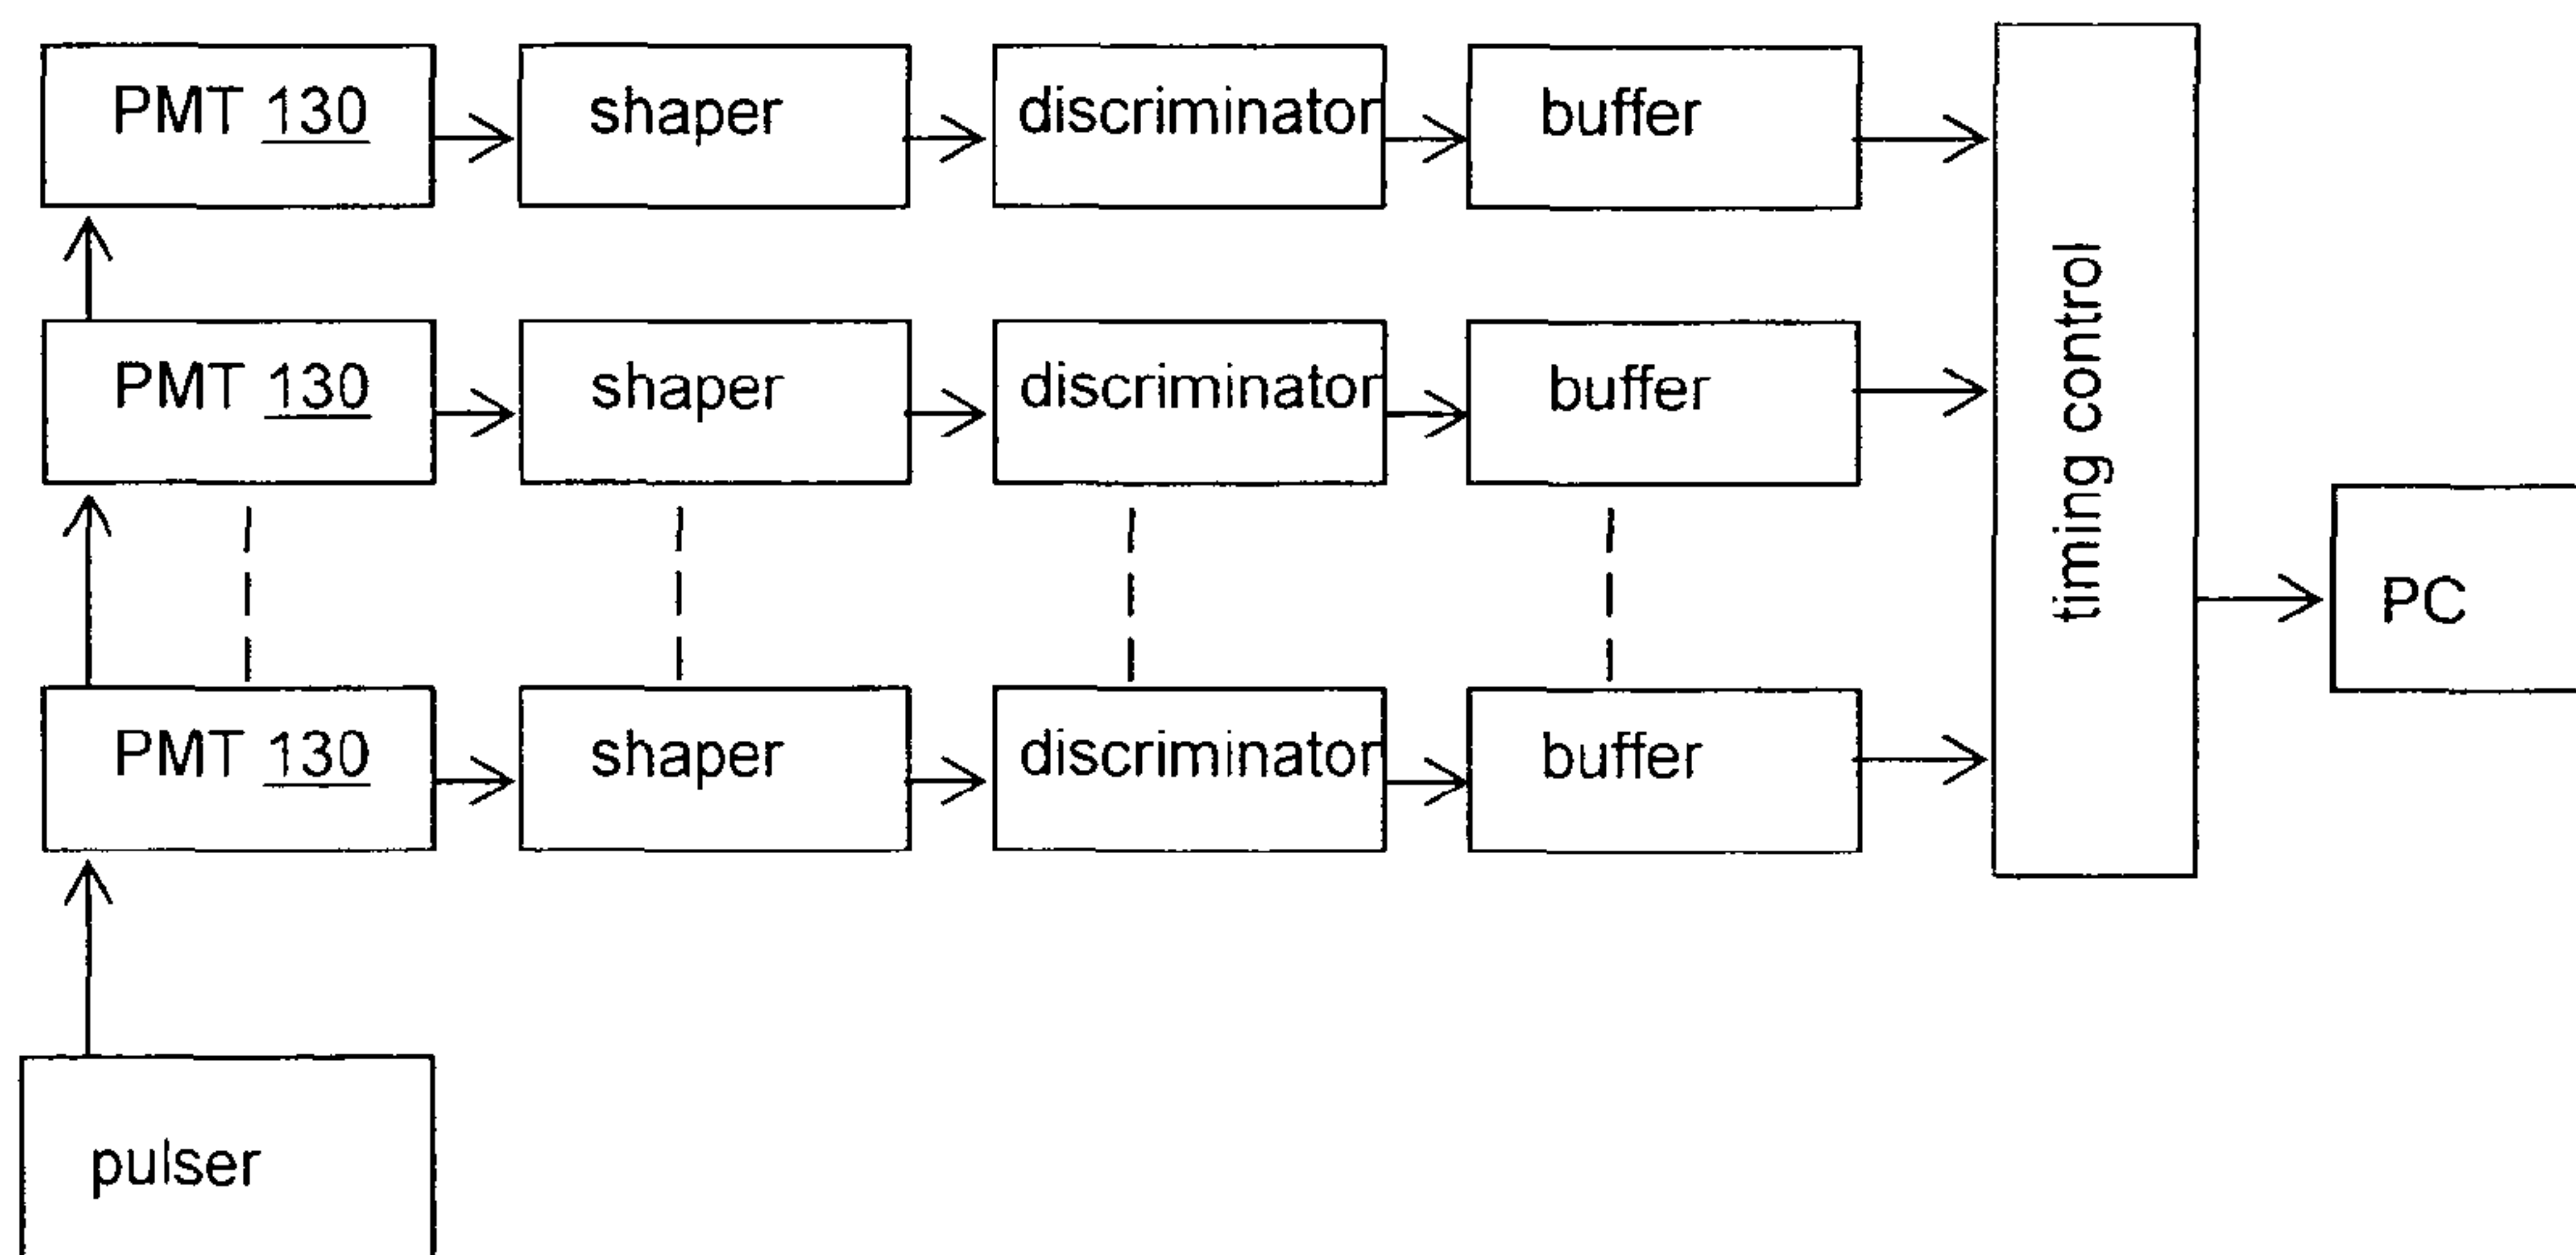 PMT 130
shaper
discriminator
buffer
PMT 130
shaper
discriminator
buffer
timing control
PMT 130
shaper
discriminator
buffer
PC
pulser